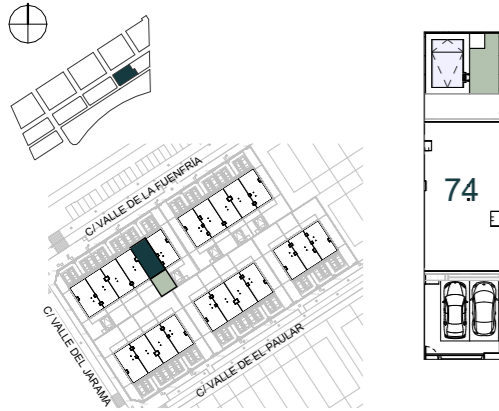 C/ VALLE DE LA FUENFRÍA
74
C/ VALLE DEL JARAMA
C/ VALLE DE EL PAULAR